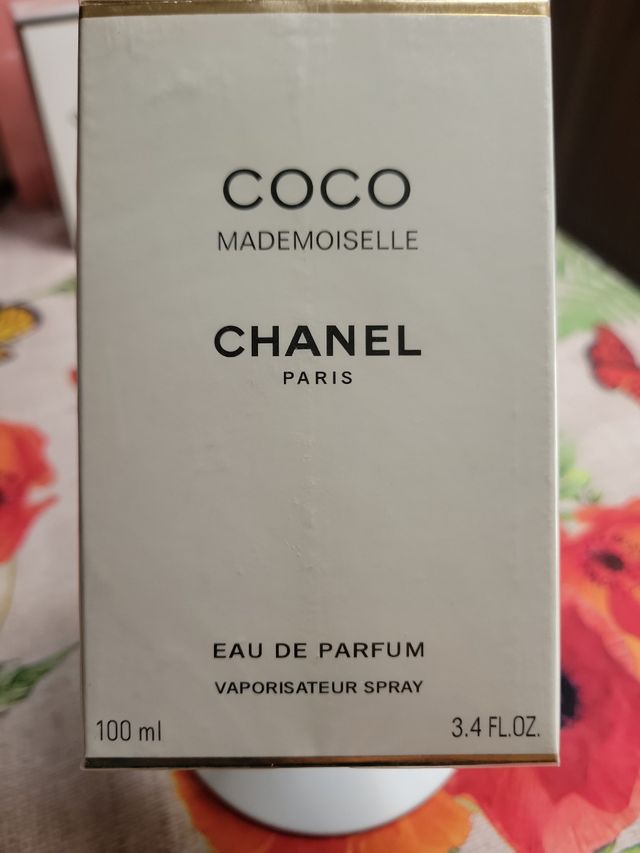 COCO
MADEMOISELLE
CHANEL
PARIS
EAU DE PARFUM
VAPORISATEUR SPRAY
100 ml 3.4 FL.OZ.